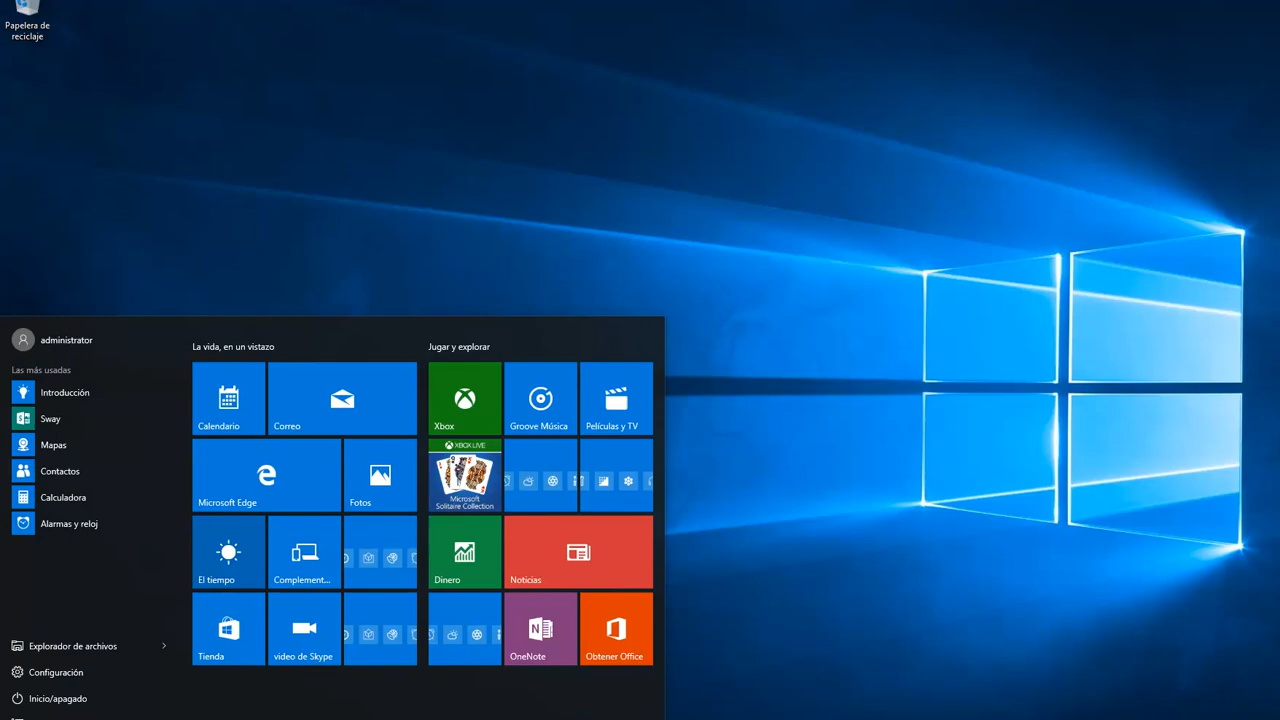 Papelera de
reciclaje
administrator
Las más usadas
Introducción
Sway
Mapas
Contactos
Calculadora
Alarmas y reloj
Explorador de archivos
Configuración
Inicio/apagado
La vida, en un vistazo
Calendario
Correo
Microsoft Edge
Fotos
El tiempo
Complement...
Tienda
video de Skype
Jugar y explorar
Xbox
Groove Música
Películas y TV
XBOX LIVE
Microsoft
Solitaire Collection
Dinero
Noticias
OneNote
Obtener Office